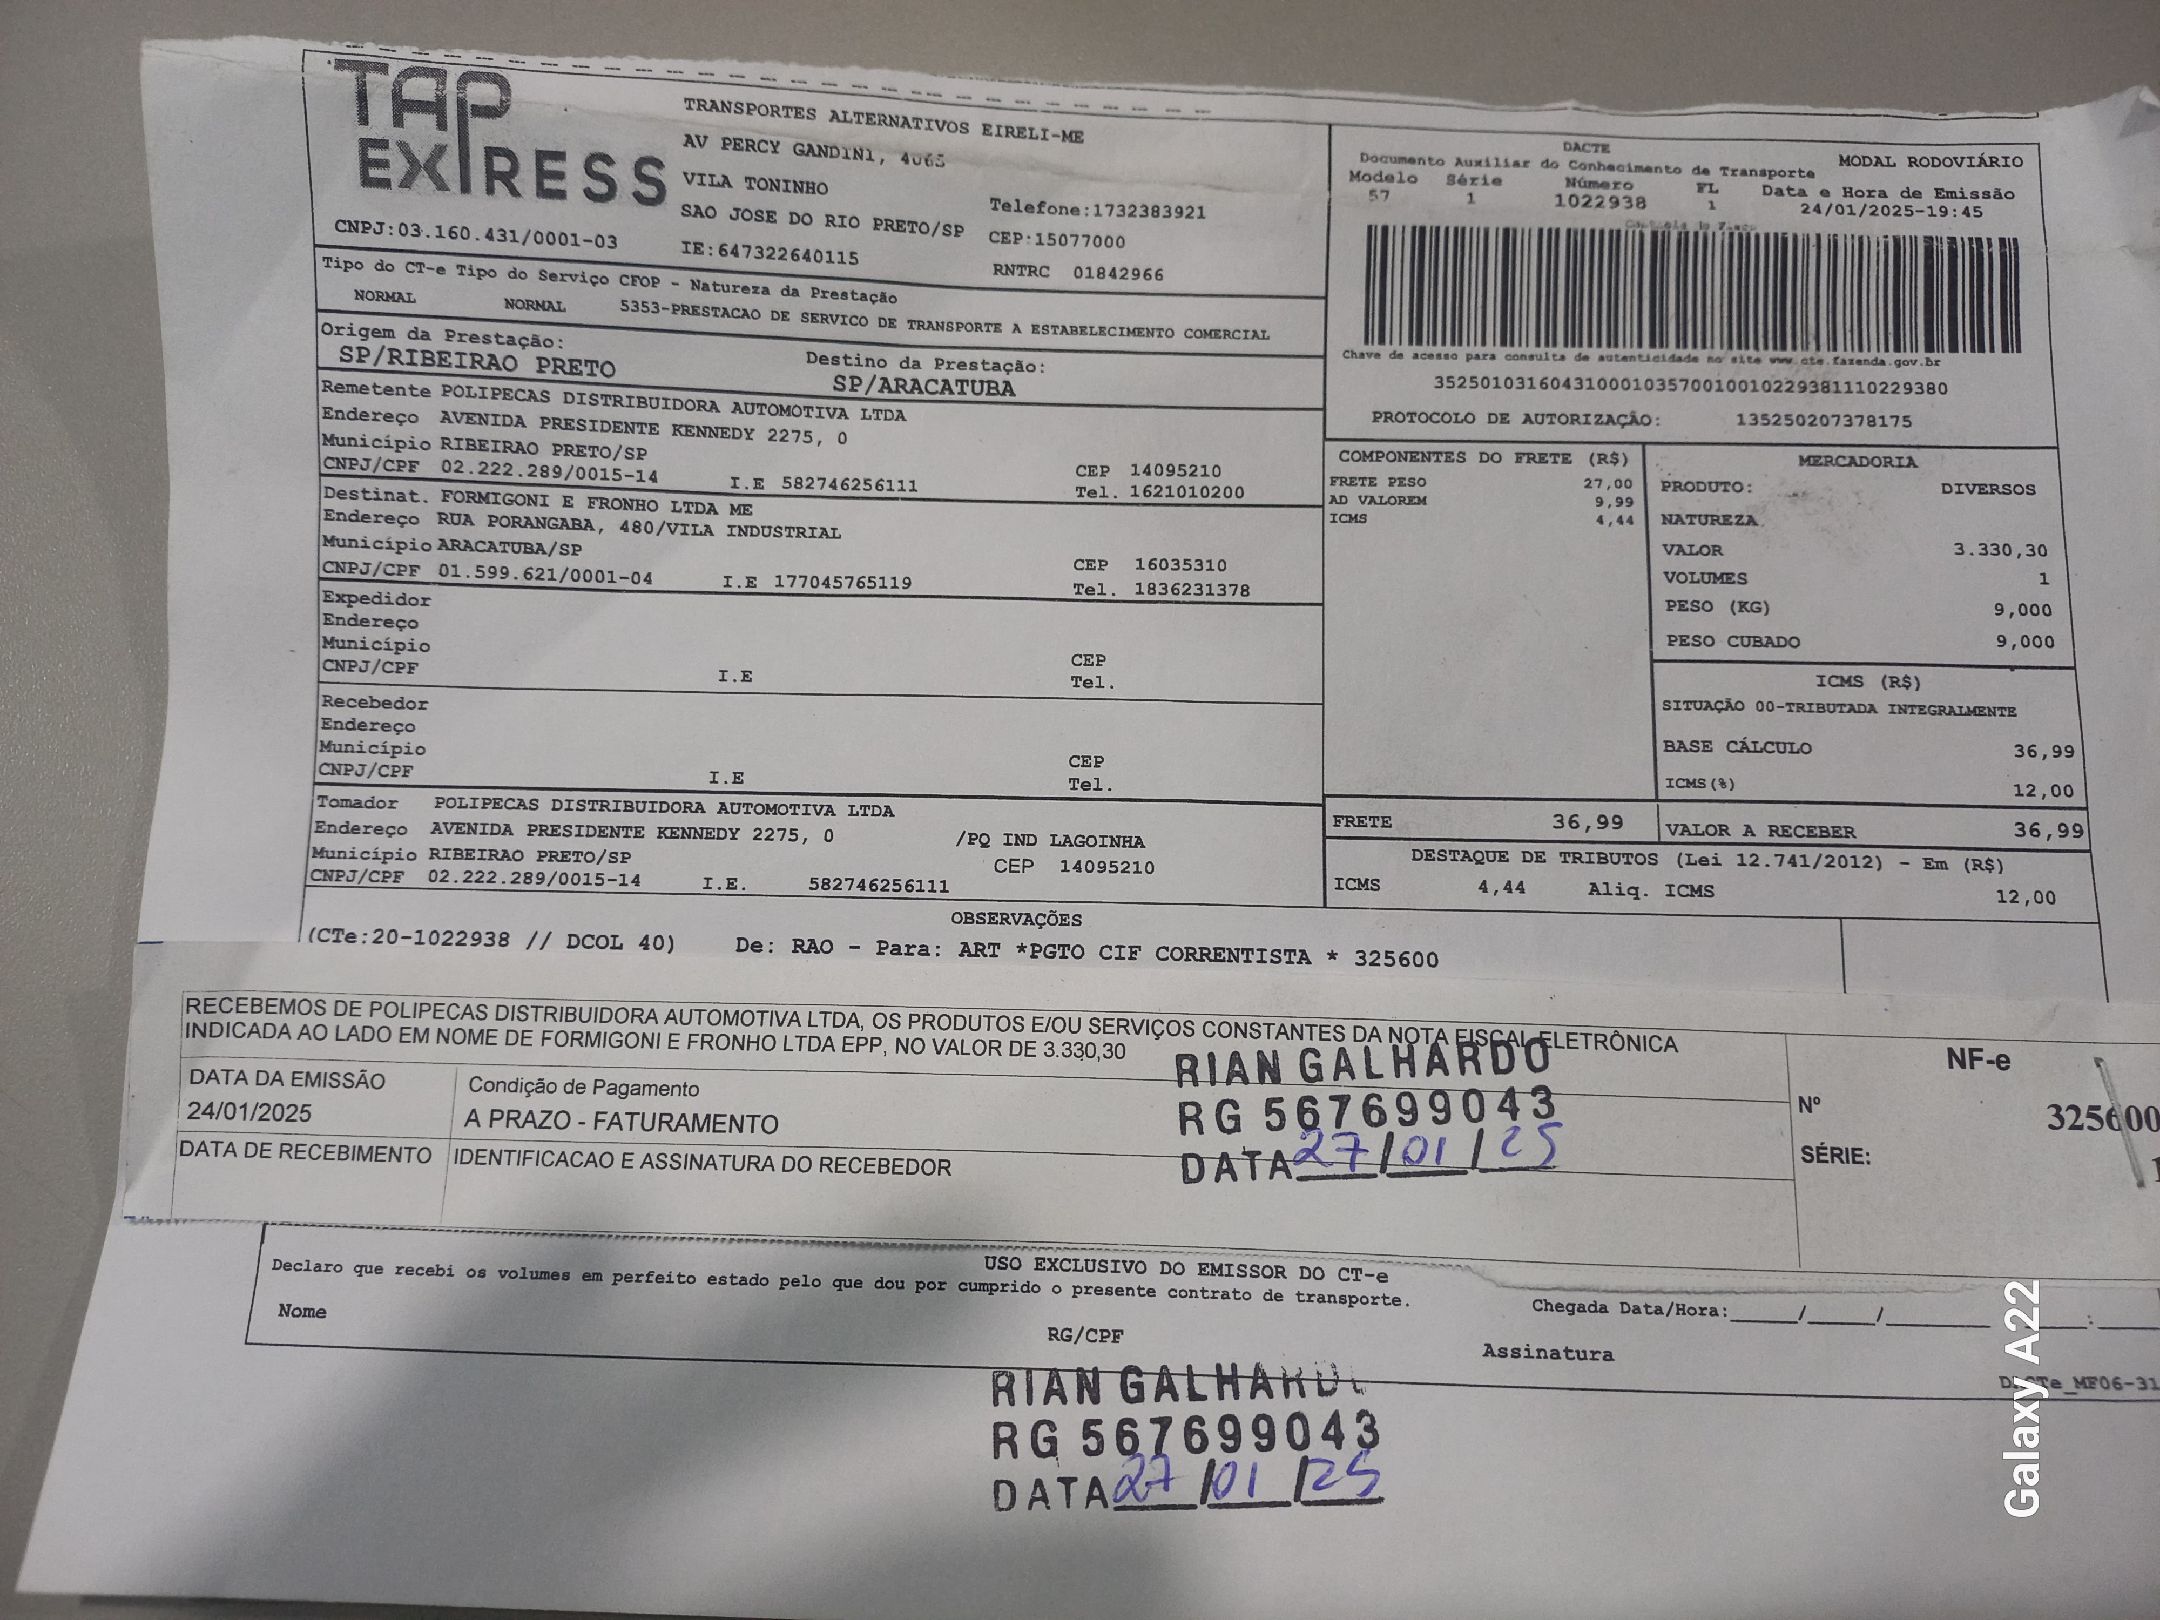 TAP EXPRESS
TRANSPORTES ALTERNATIVOS EIRELI-ME
AV PERCY GANDINI, 4065
VILA TONINHO
SAO JOSE DO RIO PRETO/SP
Telefone:1732383921
CEP:15077000
CNPJ:03.160.431/0001-03
IE:647322640115
RNTRC 01842966
DACTE
MODAL RODOVIÁRIO
Documento Auxiliar do Conhecimento de Transporte
Modelo Série Número FL Data e Hora de Emissão
57 1 1022938 1 24/01/2025-19:45
Chave de acesso para consulta de autenticidade no site www.cte.fazenda.gov.br
35250103160431000103570010010229381110229380
PROTOCOLO DE AUTORIZAÇÃO: 135250207378175
Tipo do CT-e Tipo do Serviço CFOP - Natureza da Prestação
NORMAL NORMAL 5353-PRESTACAO DE SERVICO DE TRANSPORTE A ESTABELECIMENTO COMERCIAL
Origem da Prestação: Destino da Prestação:
SP/RIBEIRAO PRETO SP/ARACATUBA
Remetente POLIPECAS DISTRIBUIDORA AUTOMOTIVA LTDA
Endereço AVENIDA PRESIDENTE KENNEDY 2275, 0
Município RIBEIRAO PRETO/SP CEP 14095210
CNPJ/CPF 02.222.289/0015-14 I.E 582746256111 Tel. 1621010200
Destinat. FORMIGONI E FRONHO LTDA ME
Endereço RUA PORANGABA, 480/VILA INDUSTRIAL
Município ARACATUBA/SP CEP 16035310
CNPJ/CPF 01.599.621/0001-04 I.E 177045765119 Tel. 1836231378
Expedidor
Endereço
Município CEP
CNPJ/CPF I.E Tel.
Recebedor
Endereço
Município CEP
CNPJ/CPF I.E Tel.
Tomador POLIPECAS DISTRIBUIDORA AUTOMOTIVA LTDA
Endereço AVENIDA PRESIDENTE KENNEDY 2275, 0 /PQ IND LAGOINHA
Município RIBEIRAO PRETO/SP CEP 14095210
CNPJ/CPF 02.222.289/0015-14 I.E. 582746256111
COMPONENTES DO FRETE (R$)
FRETE PESO 27,00
AD VALOREM 9,99
ICMS 4,44
MERCADORIA
PRODUTO: DIVERSOS
NATUREZA
VALOR 3.330,30
VOLUMES 1
PESO (KG) 9,000
PESO CUBADO 9,000
ICMS (R$)
SITUAÇÃO 00-TRIBUTADA INTEGRALMENTE
BASE CÁLCULO 36,99
ICMS(%) 12,00
FRETE 36,99 VALOR A RECEBER 36,99
DESTAQUE DE TRIBUTOS (Lei 12.741/2012) - Em (R$)
ICMS 4,44 Aliq. ICMS 12,00
OBSERVAÇÕES
(CTe:20-1022938 // DCOL 40) De: RAO - Para: ART *PGTO CIF CORRENTISTA * 325600
RECEBEMOS DE POLIPECAS DISTRIBUIDORA AUTOMOTIVA LTDA, OS PRODUTOS E/OU SERVIÇOS CONSTANTES DA NOTA FISCAL ELETRÔNICA
INDICADA AO LADO EM NOME DE FORMIGONI E FRONHO LTDA EPP, NO VALOR DE 3.330,30
NF-e
Nº 325600
SÉRIE: 1
DATA DA EMISSÃO Condição de Pagamento
24/01/2025 A PRAZO - FATURAMENTO
DATA DE RECEBIMENTO IDENTIFICACAO E ASSINATURA DO RECEBEDOR
RIAN GALHARDO
RG 567699043
DATA 27/01/25
USO EXCLUSIVO DO EMISSOR DO CT-e
Declaro que recebi os volumes em perfeito estado pelo que dou por cumprido o presente contrato de transporte.
Nome RG/CPF Assinatura
Chegada Data/Hora:____/____/______ ____:____
RIAN GALHARDO
RG 567699043
DATA 27/01/25
Galaxy A22